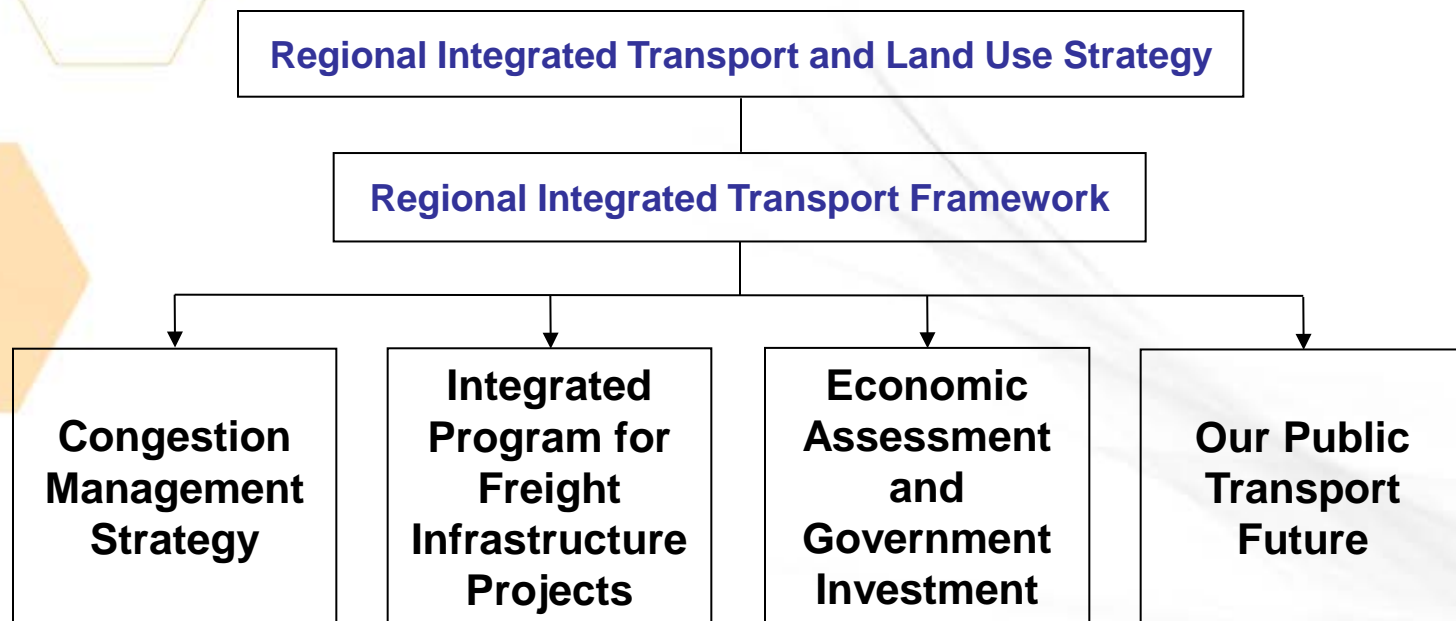 Regional Integrated Transport and Land Use Strategy
Regional Integrated Transport Framework
Congestion
Management
Strategy
Integrated
Program for
Freight
Infrastructure
Projects
Economic
Assessment
and
Government
Investment
Our Public
Transport
Future